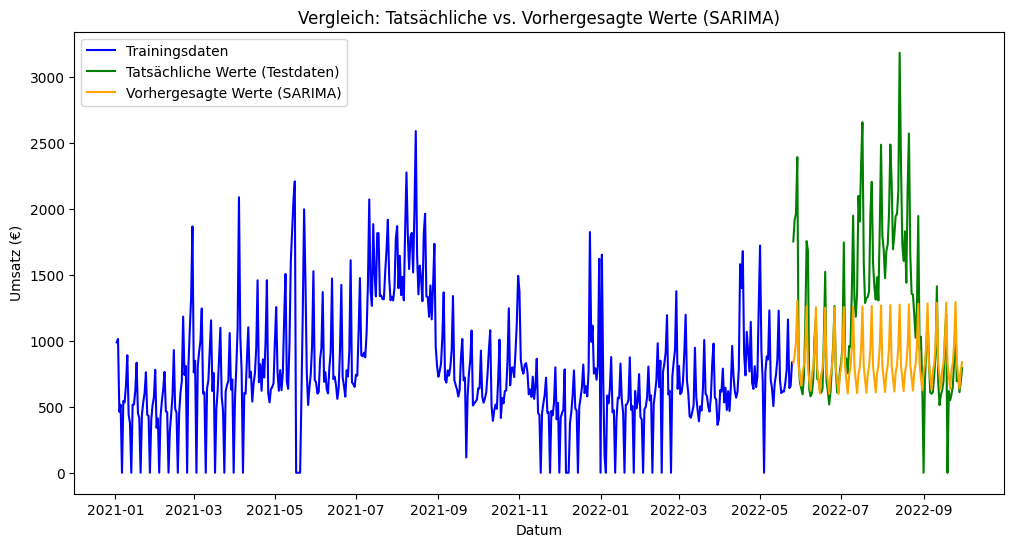 Vergleich: Tatsächliche vs. Vorhergesagte Werte (SARIMA)
Trainingsdaten
Tatsächliche Werte (Testdaten)
Vorhergesagte Werte (SARIMA)
Umsatz (€)
3000
2500
2000
1500
1000
500
0
2021-01 2021-03 2021-05 2021-07 2021-09 2021-11 2022-01 2022-03 2022-05 2022-07 2022-09
Datum